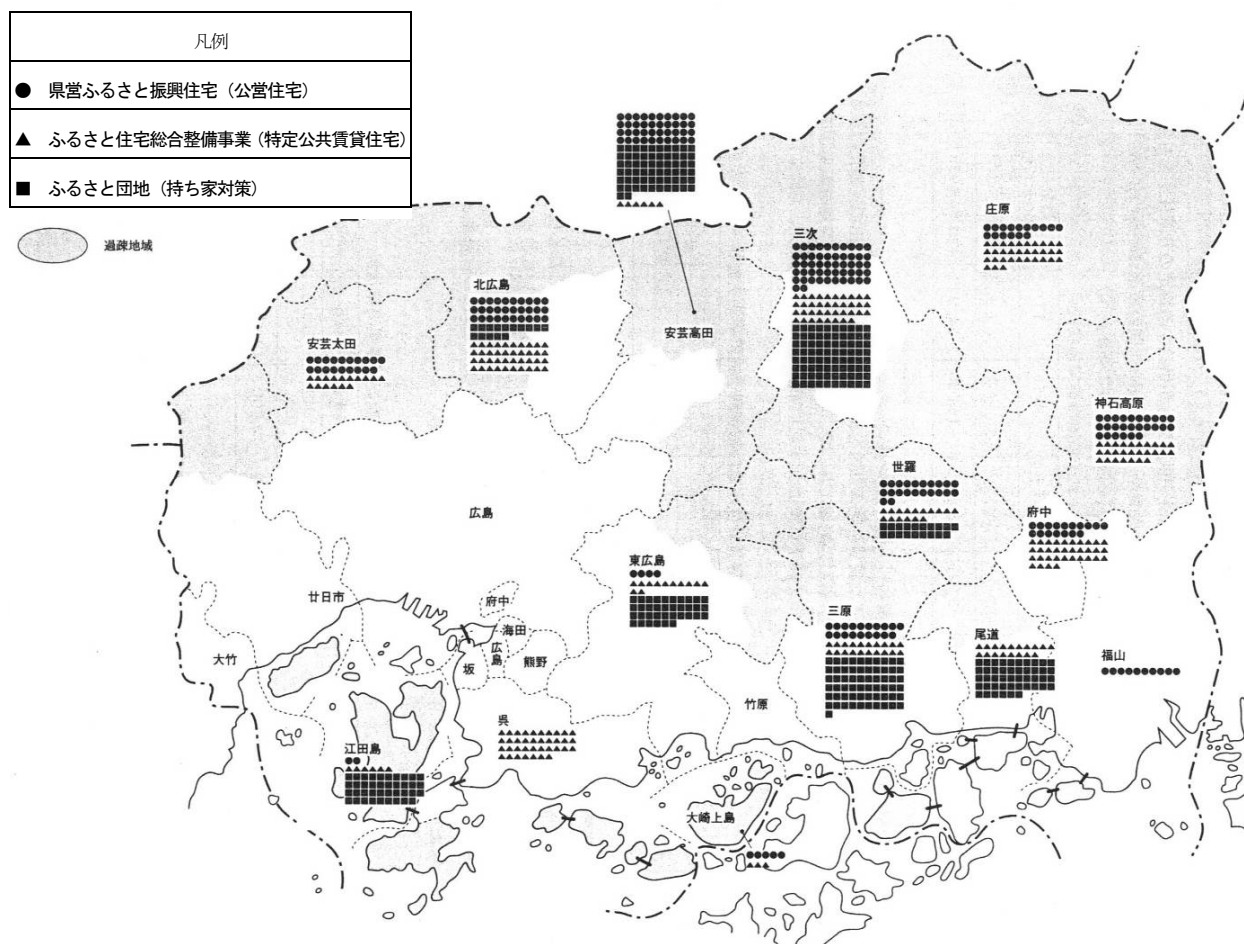 凡例
● 県営ふるさと振興住宅（公営住宅）
▲ ふるさと住宅総合整備事業（特定公共賃貸住宅）
■ ふるさと団地（持ち家対策）
過疎地域
庄原
三次
北広島
安芸高田
安芸太田
神石高原
世羅
府中
広島
東広島
廿日市
府中
三原
海田
尾道
大竹
広島
坂
熊野
福山
竹原
呉
江田島
大崎上島